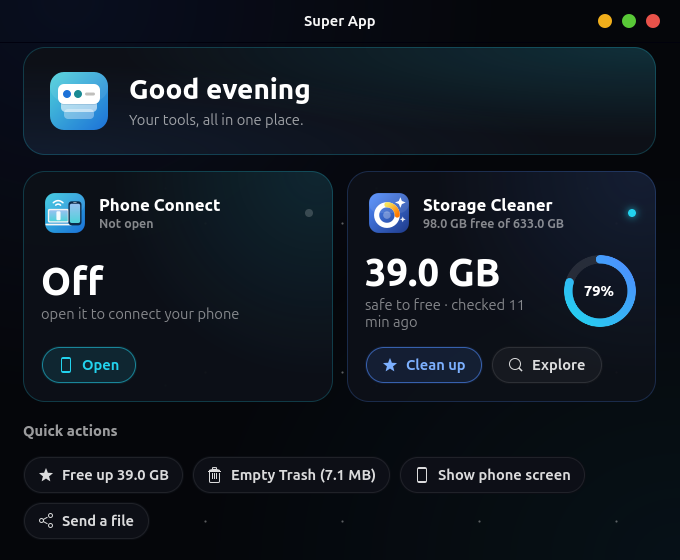 Super App
Good evening
Your tools, all in one place.
Phone Connect
Not open
Off
open it to connect your phone
Open
Storage Cleaner
98.0 GB free of 633.0 GB
39.0 GB
safe to free · checked 11
min ago
79%
Clean up
Explore
Quick actions
Free up 39.0 GB
Empty Trash (7.1 MB)
Show phone screen
Send a file